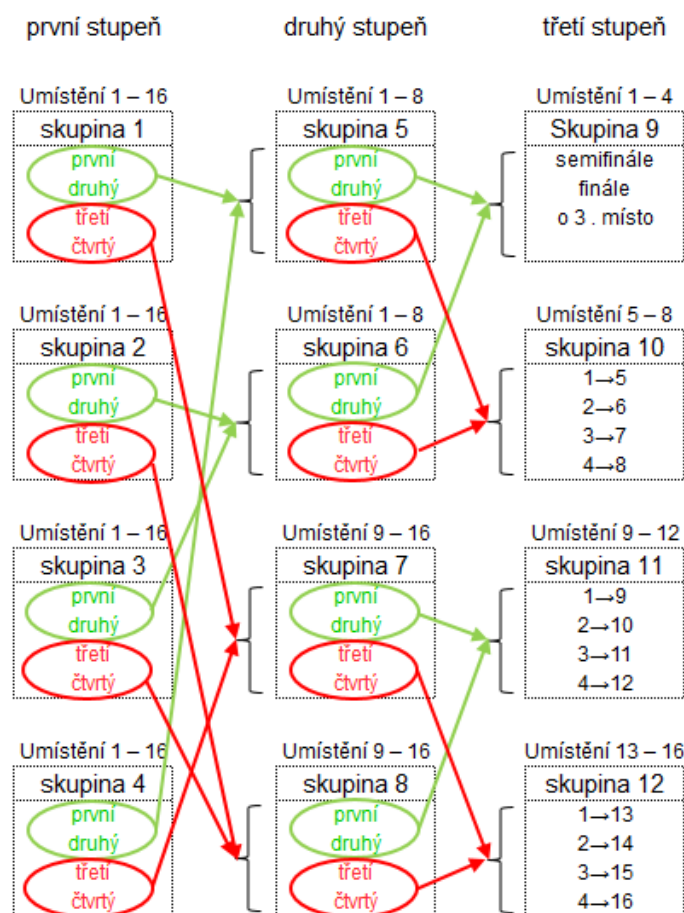 první stupeň
druhý stupeň
třetí stupeň
Umístění 1 – 16
skupina 1
první
druhý
třetí
čtvrtý
Umístění 1 – 8
skupina 5
první
druhý
třetí
čtvrtý
Umístění 1 – 4
Skupina 9
semifinále
finále
o 3 . místo
Umístění 1 – 16
skupina 2
první
druhý
třetí
čtvrtý
Umístění 1 – 8
skupina 6
první
druhý
třetí
čtvrtý
Umístění 5 – 8
skupina 10
1→5
2→6
3→7
4→8
Umístění 1 – 16
skupina 3
první
druhý
třetí
čtvrtý
Umístění 9 – 16
skupina 7
první
druhý
třetí
čtvrtý
Umístění 9 – 12
skupina 11
1→9
2→10
3→11
4→12
Umístění 1 – 16
skupina 4
první
druhý
třetí
čtvrtý
Umístění 9 – 16
skupina 8
první
druhý
třetí
čtvrtý
Umístění 13 – 16
skupina 12
1→13
2→14
3→15
4→16